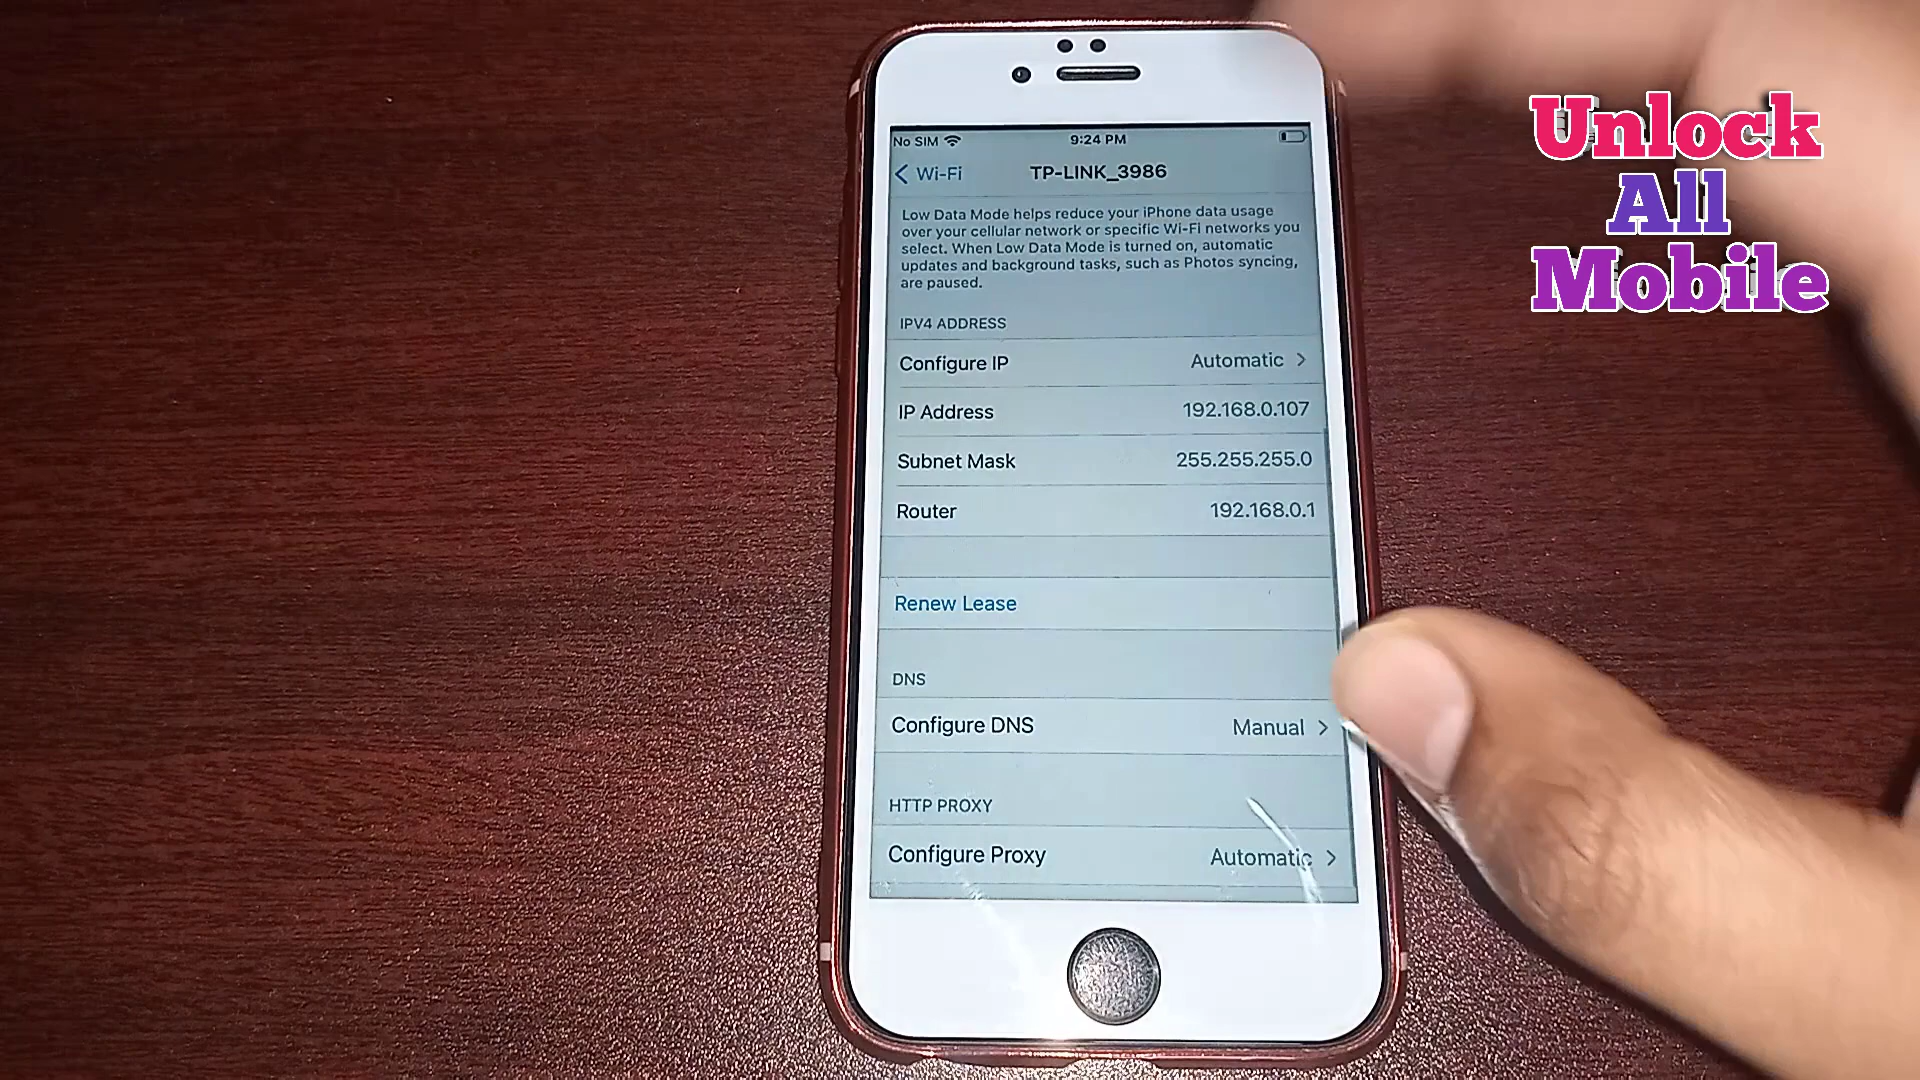 Unlock
All
Mobile
No SIM 9:24 PM
Wi-Fi TP-LINK_3986
Low Data Mode helps reduce your iPhone data usage
over your cellular network or specific Wi-Fi networks you
select. When Low Data Mode is turned on, automatic
updates and background tasks, such as Photos syncing,
are paused.
IPV4 ADDRESS
Configure IP Automatic
IP Address 192.168.0.107
Subnet Mask 255.255.255.0
Router 192.168.0.1
Renew Lease
DNS
Configure DNS Manual
HTTP PROXY
Configure Proxy Automatic